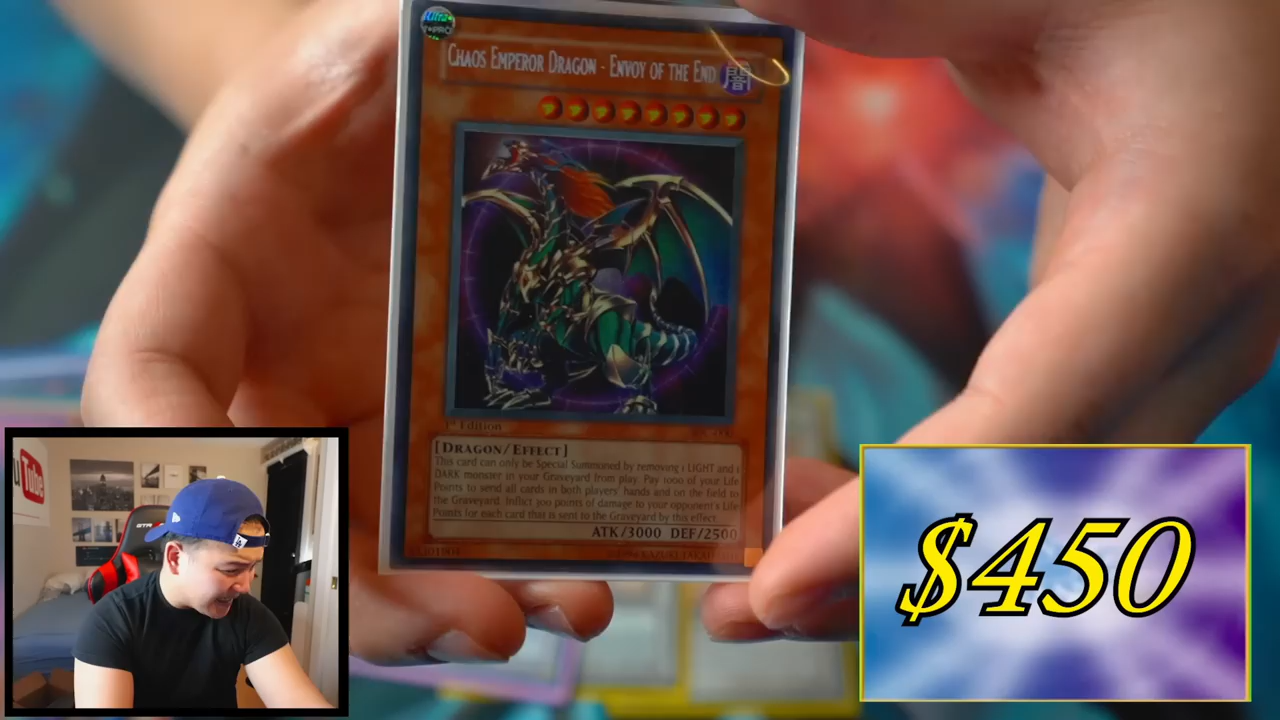 Ultra
PRO
CHAOS EMPEROR DRAGON - ENVOY OF THE END 闇
1st Edition
[DRAGON/EFFECT]
This card can only be Special Summoned by removing 1 LIGHT and 1
DARK monster in your Graveyard from play. Pay 1000 of your Life
Points to send all cards in both players' hands and on the field to
the Graveyard. Inflict 300 points of damage to your opponent's Life
Points for each card that is sent to the Graveyard by this effect.
ATK/3000 DEF/2500
u Tube
$450